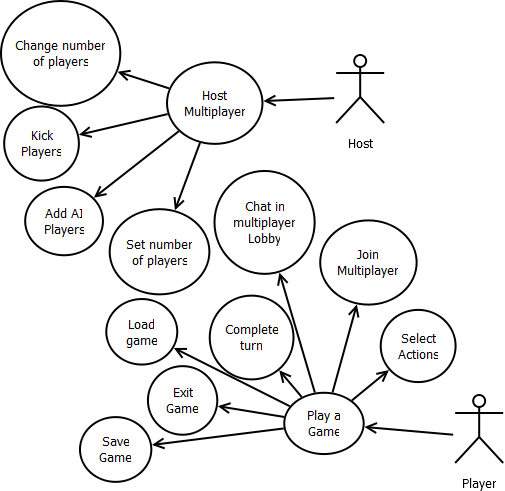 Change number
of players
Host
Multiplayer
Host
Kick
Players
Add AI
Players
Set number
of players
Chat in
multiplayer
Lobby
Join
Multiplayer
Load
game
Complete
turn
Select
Actions
Exit
Game
Play a
Game
Save
Game
Player